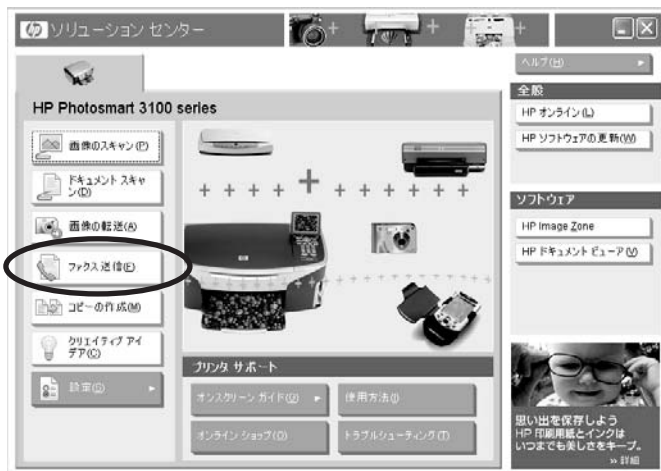 hp ソリューション センター
ヘルプ(H)
HP Photosmart 3100 series
画像のスキャン(P)
ドキュメント スキャ
ン(D)
画像の転送(A)
ファクス送信(E)
コピーの作成(M)
クリエイティブ アイ
デア(C)
設定(S)
プリンタ サポート
オンスクリーン ガイド(G)
使用方法(I)
オンライン ショップ(O)
トラブルシューティング(T)
全般
HP オンライン(L)
HP ソフトウェアの更新(W)
ソフトウェア
HP Image Zone
HP ドキュメント ビューア(V)
思い出を保存しよう
HP 印刷用紙とインクは
いつまでも美しさをキープ。
» 詳細